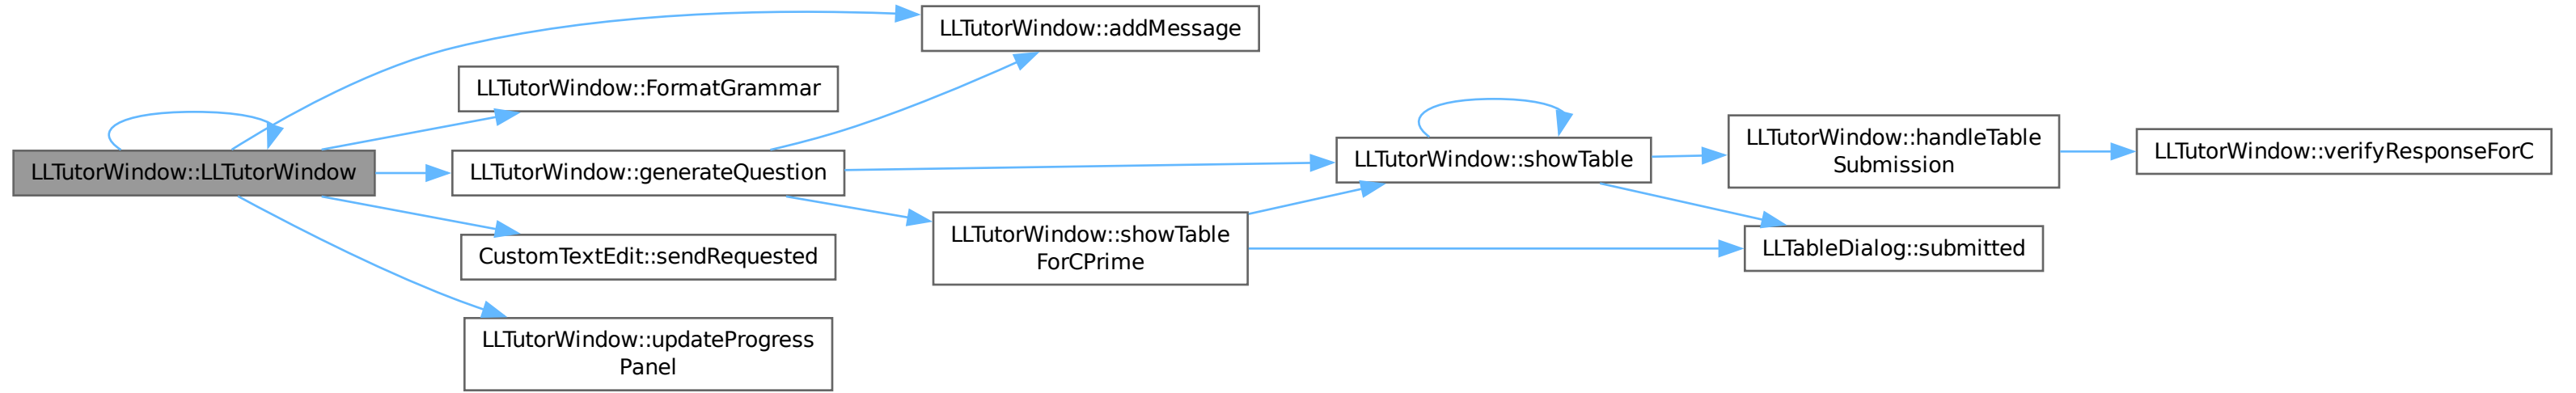 LLTutorWindow::LLTutorWindow
LLTutorWindow::addMessage
LLTutorWindow::FormatGrammar
LLTutorWindow::generateQuestion
LLTutorWindow::showTable
LLTutorWindow::handleTable
Submission
LLTutorWindow::verifyResponseForC
LLTutorWindow::showTable
ForCPrime
LLTableDialog::submitted
CustomTextEdit::sendRequested
LLTutorWindow::updateProgress
Panel